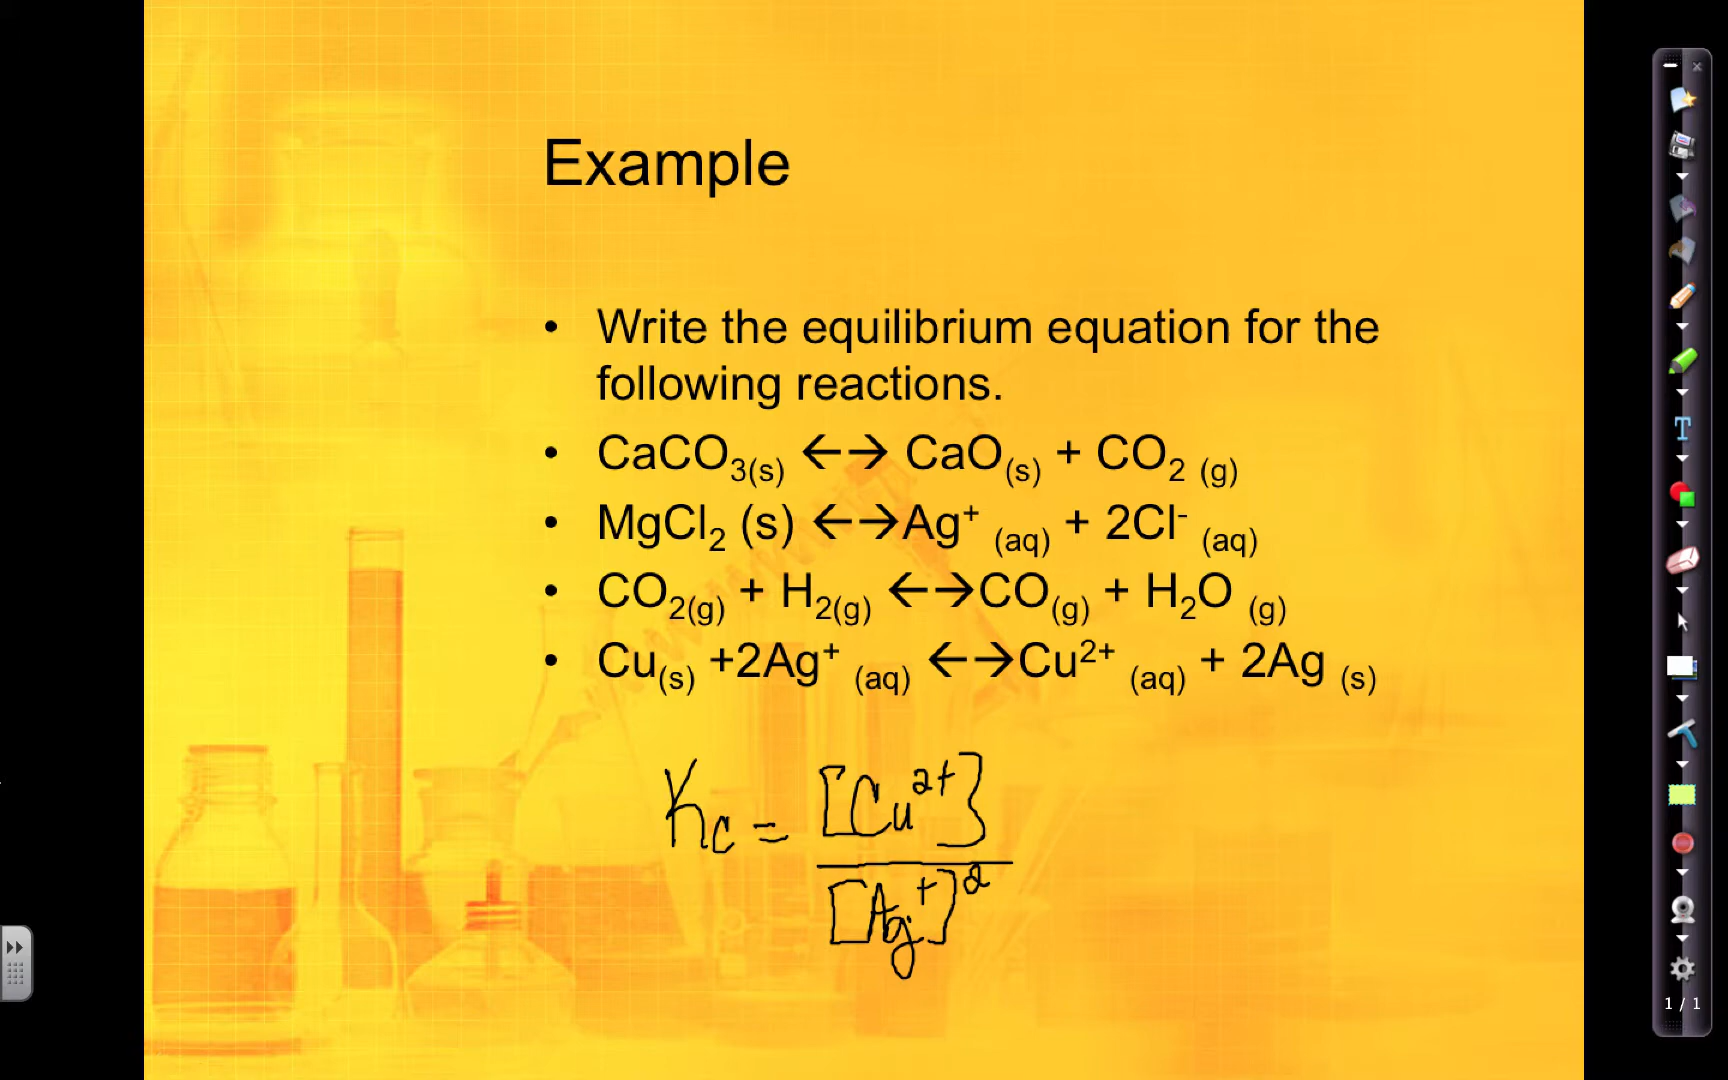 Example
• Write the equilibrium equation for the
following reactions.
• CaCO₃₍ₛ₎ ←→ CaO₍ₛ₎ + CO₂ (g)
• MgCl₂ (s) ←→Ag⁺ (aq) + 2Cl⁻ (aq)
• CO₂(g) + H₂(g) ←→CO(g) + H₂O (g)
• Cu(s) +2Ag⁺ (aq) ←→Cu²⁺ (aq) + 2Ag (s)
Kc = [Cu²⁺]
[Ag⁺]²
1 / 1